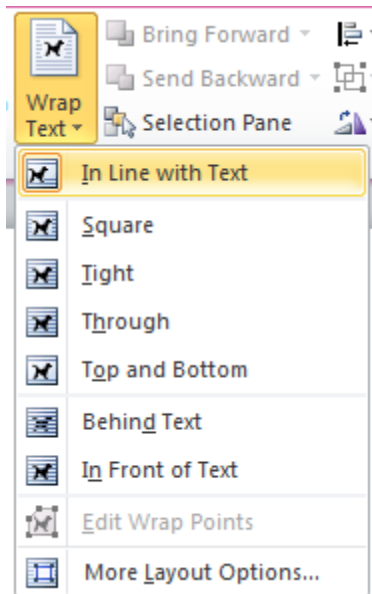 Bring Forward
Send Backward
Wrap
Text
Selection Pane
In Line with Text
Square
Tight
Through
Top and Bottom
Behind Text
In Front of Text
Edit Wrap Points
More Layout Options...